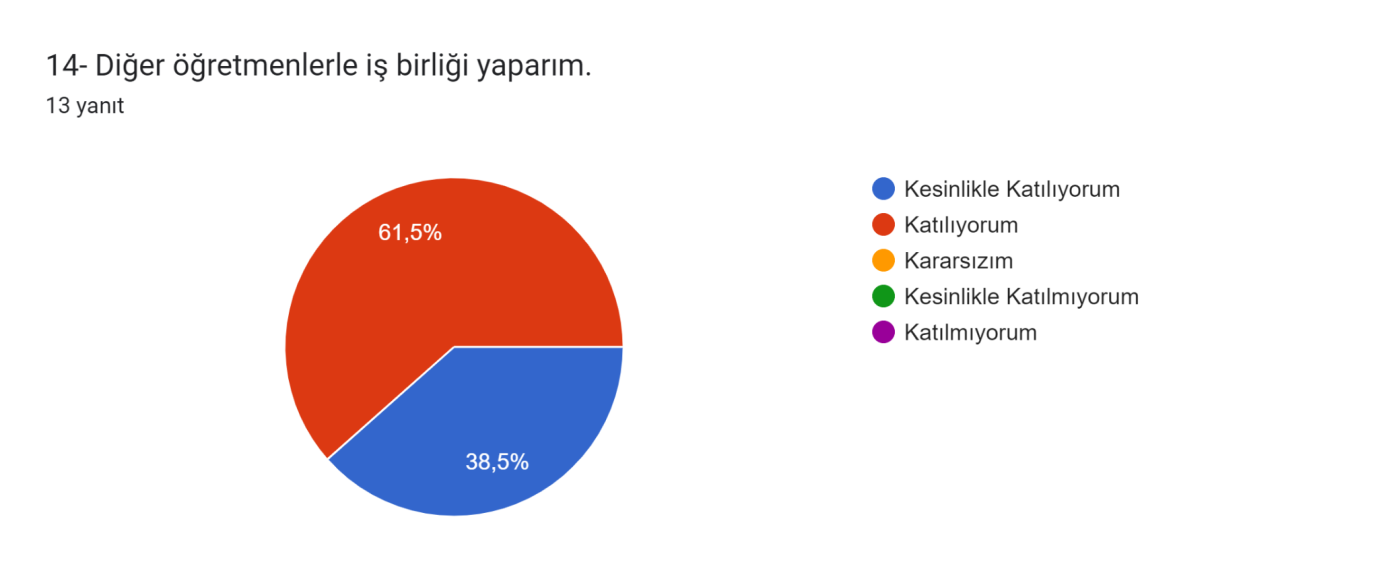 14- Diğer öğretmenlerle iş birliği yaparım.
13 yanıt
61,5%
38,5%
Kesinlikle Katılıyorum
Katılıyorum
Kararsızım
Kesinlikle Katılmıyorum
Katılmıyorum